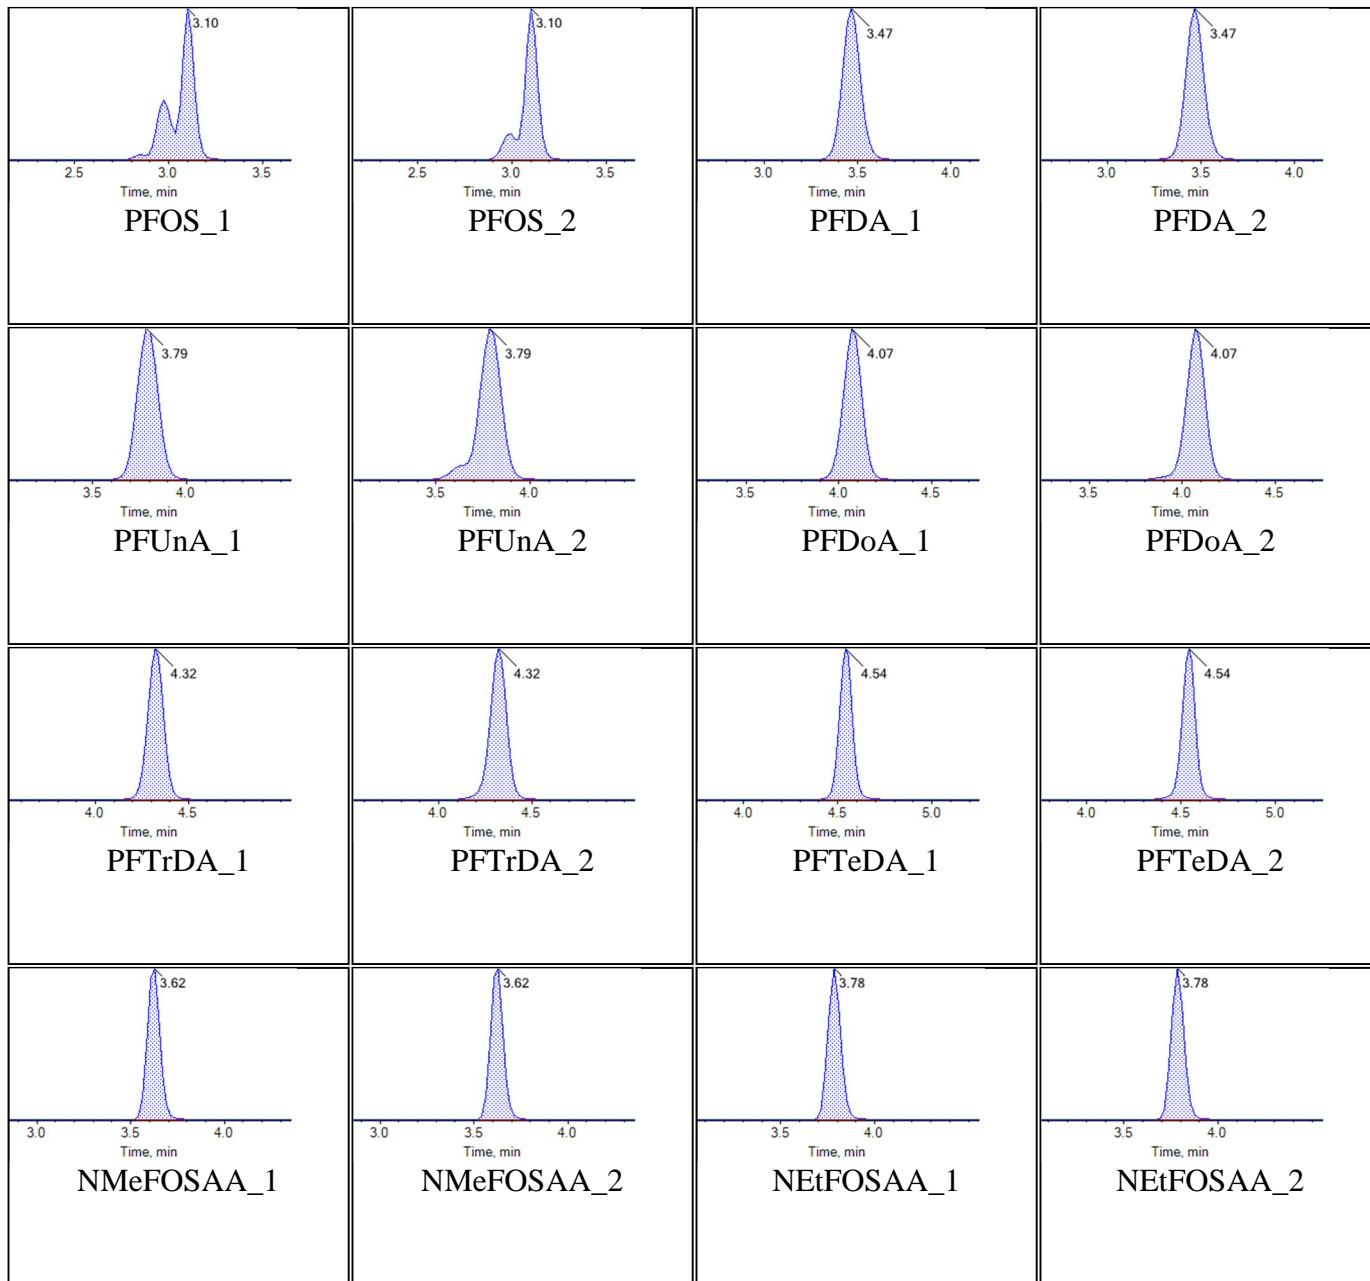 3.10 3.10 3.47 3.47
2.5 3.0 3.5 2.5 3.0 3.5 3.0 3.5 4.0 3.0 3.5 4.0
Time, min Time, min Time, min Time, min
PFOS_1 PFOS_2 PFDA_1 PFDA_2
3.79 3.79 4.07 4.07
3.5 4.0 3.5 4.0 3.5 4.0 4.5 3.5 4.0 4.5
Time, min Time, min Time, min Time, min
PFUnA_1 PFUnA_2 PFDoA_1 PFDoA_2
4.32 4.32 4.54 4.54
4.0 4.5 4.0 4.5 4.0 4.5 5.0 4.0 4.5 5.0
Time, min Time, min Time, min Time, min
PFTrDA_1 PFTrDA_2 PFTeDA_1 PFTeDA_2
3.62 3.62 3.78 3.78
3.0 3.5 4.0 3.0 3.5 4.0 3.5 4.0 3.5 4.0
Time, min Time, min Time, min Time, min
NMeFOSAA_1 NMeFOSAA_2 NEtFOSAA_1 NEtFOSAA_2